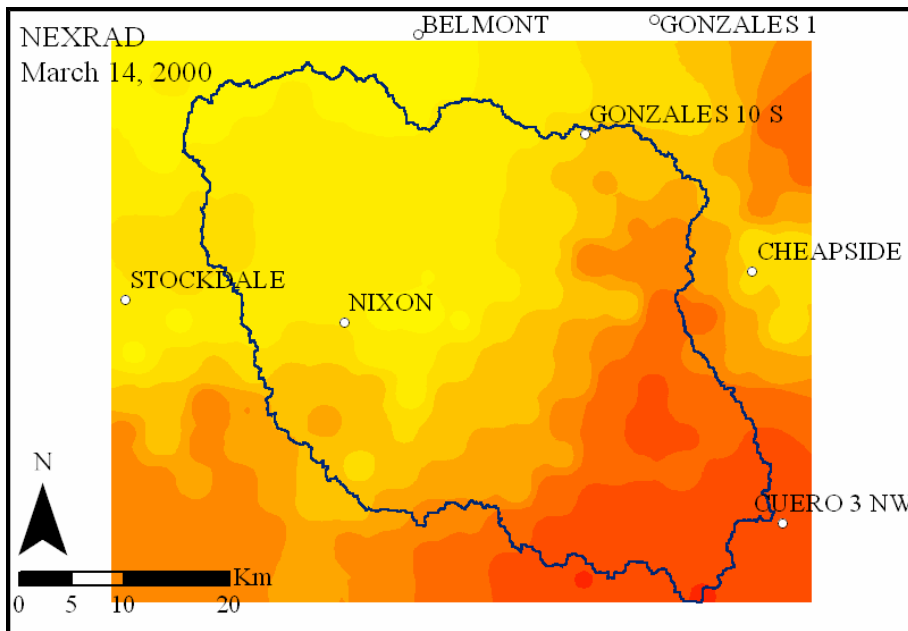 NEXRAD
March 14, 2000
BELMONT
GONZALES 1
GONZALES 10 S
CHEAPSIDE
STOCKDALE
NIXON
CUERO 3 NW
N
Km
0 5 10 20